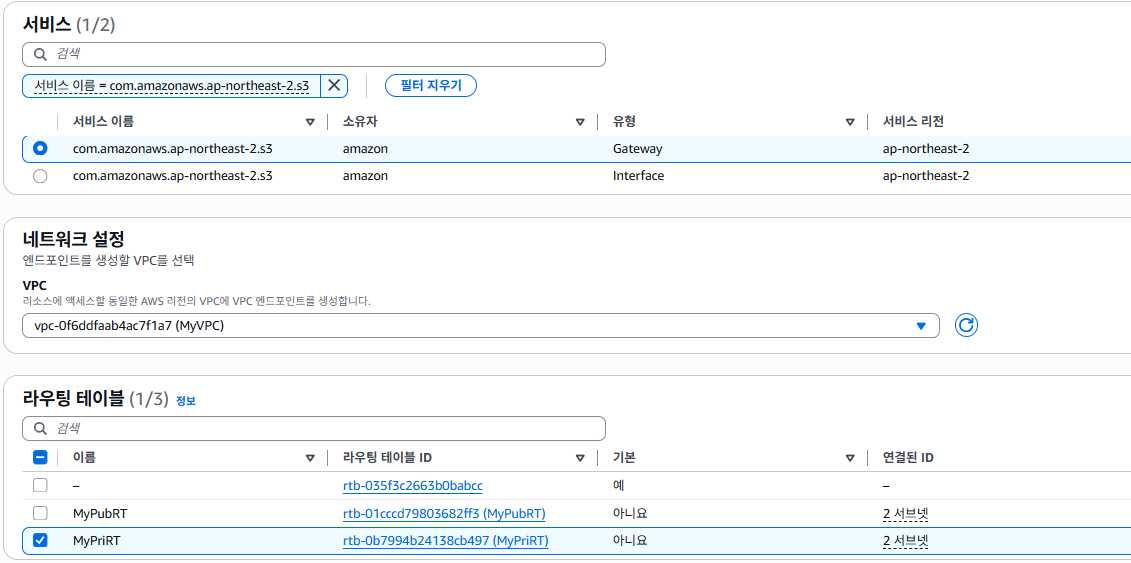 서비스 (1/2)
검색
서비스 이름 = com.amazonaws.ap-northeast-2.s3
필터 지우기
서비스 이름 소유자 유형 서비스 리전
com.amazonaws.ap-northeast-2.s3 amazon Gateway ap-northeast-2
com.amazonaws.ap-northeast-2.s3 amazon Interface ap-northeast-2
네트워크 설정
엔드포인트를 생성할 VPC를 선택
VPC
리소스에 액세스할 동일한 AWS 리전의 VPC에 VPC 엔드포인트를 생성합니다.
vpc-0f6ddfaab4ac7f1a7 (MyVPC)
라우팅 테이블 (1/3) 정보
검색
이름 라우팅 테이블 ID 기본 연결된 ID
– rtb-035f3c2663b0babcc 예 –
MyPubRT rtb-01cccd79803682ff3 (MyPubRT) 아니요 2 서브넷
MyPriRT rtb-0b7994b24138cb497 (MyPriRT) 아니요 2 서브넷